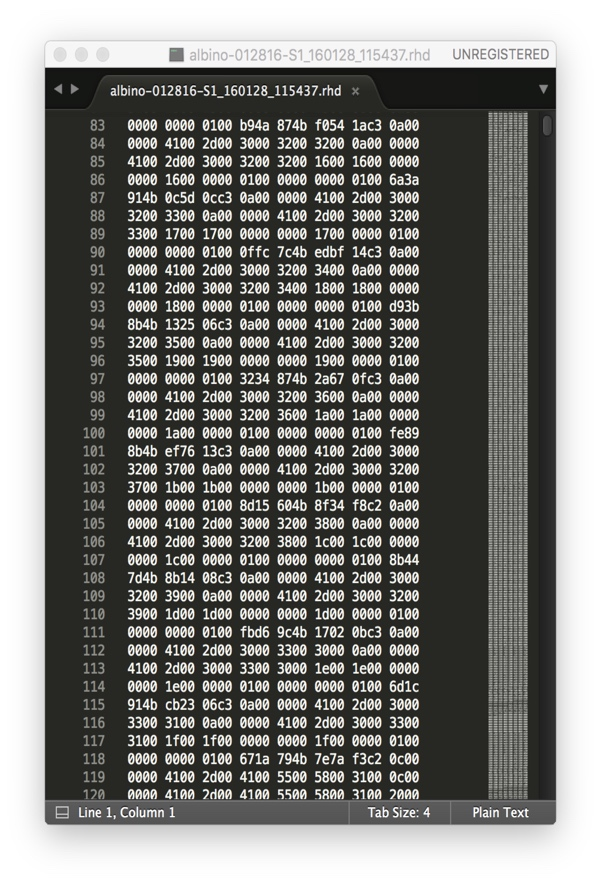 albino-012816-S1_160128_115437.rhd UNREGISTERED
albino-012816-S1_160128_115437.rhd ×
83 0000 0000 0100 b94a 874b f054 1ac3 0a00
84 0000 4100 2d00 3000 3200 3200 0a00 0000
85 4100 2d00 3000 3200 3200 1600 1600 0000
86 0000 1600 0000 0100 0000 0000 0100 6a3a
87 914b 0c5d 0cc3 0a00 0000 4100 2d00 3000
88 3200 3300 0a00 0000 4100 2d00 3000 3200
89 3300 1700 1700 0000 0000 1700 0000 0100
90 0000 0000 0100 0ffc 7c4b edbf 14c3 0a00
91 0000 4100 2d00 3000 3200 3400 0a00 0000
92 4100 2d00 3000 3200 3400 1800 1800 0000
93 0000 1800 0000 0100 0000 0000 0100 d93b
94 8b4b 1325 06c3 0a00 0000 4100 2d00 3000
95 3200 3500 0a00 0000 4100 2d00 3000 3200
96 3500 1900 1900 0000 0000 1900 0000 0100
97 0000 0000 0100 3234 874b 2a67 0fc3 0a00
98 0000 4100 2d00 3000 3200 3600 0a00 0000
99 4100 2d00 3000 3200 3600 1a00 1a00 0000
100 0000 1a00 0000 0100 0000 0000 0100 fe89
101 8b4b ef76 13c3 0a00 0000 4100 2d00 3000
102 3200 3700 0a00 0000 4100 2d00 3000 3200
103 3700 1b00 1b00 0000 0000 1b00 0000 0100
104 0000 0000 0100 8d15 604b 8f34 f8c2 0a00
105 0000 4100 2d00 3000 3200 3800 0a00 0000
106 4100 2d00 3000 3200 3800 1c00 1c00 0000
107 0000 1c00 0000 0100 0000 0000 0100 8b44
108 7d4b 8b14 08c3 0a00 0000 4100 2d00 3000
109 3200 3900 0a00 0000 4100 2d00 3000 3200
110 3900 1d00 1d00 0000 0000 1d00 0000 0100
111 0000 0000 0100 fbd6 9c4b 1702 0bc3 0a00
112 0000 4100 2d00 3000 3300 3000 0a00 0000
113 4100 2d00 3000 3300 3000 1e00 1e00 0000
114 0000 1e00 0000 0100 0000 0000 0100 6d1c
115 914b cb23 06c3 0a00 0000 4100 2d00 3000
116 3300 3100 0a00 0000 4100 2d00 3000 3300
117 3100 1f00 1f00 0000 0000 1f00 0000 0100
118 0000 0000 0100 671a 794b 7e7a f3c2 0c00
119 0000 4100 2d00 4100 5500 5800 3100 0c00
120 0000 4100 2d00 4100 5500 5800 3100 2000
Line 1, Column 1 Tab Size: 4 Plain Text